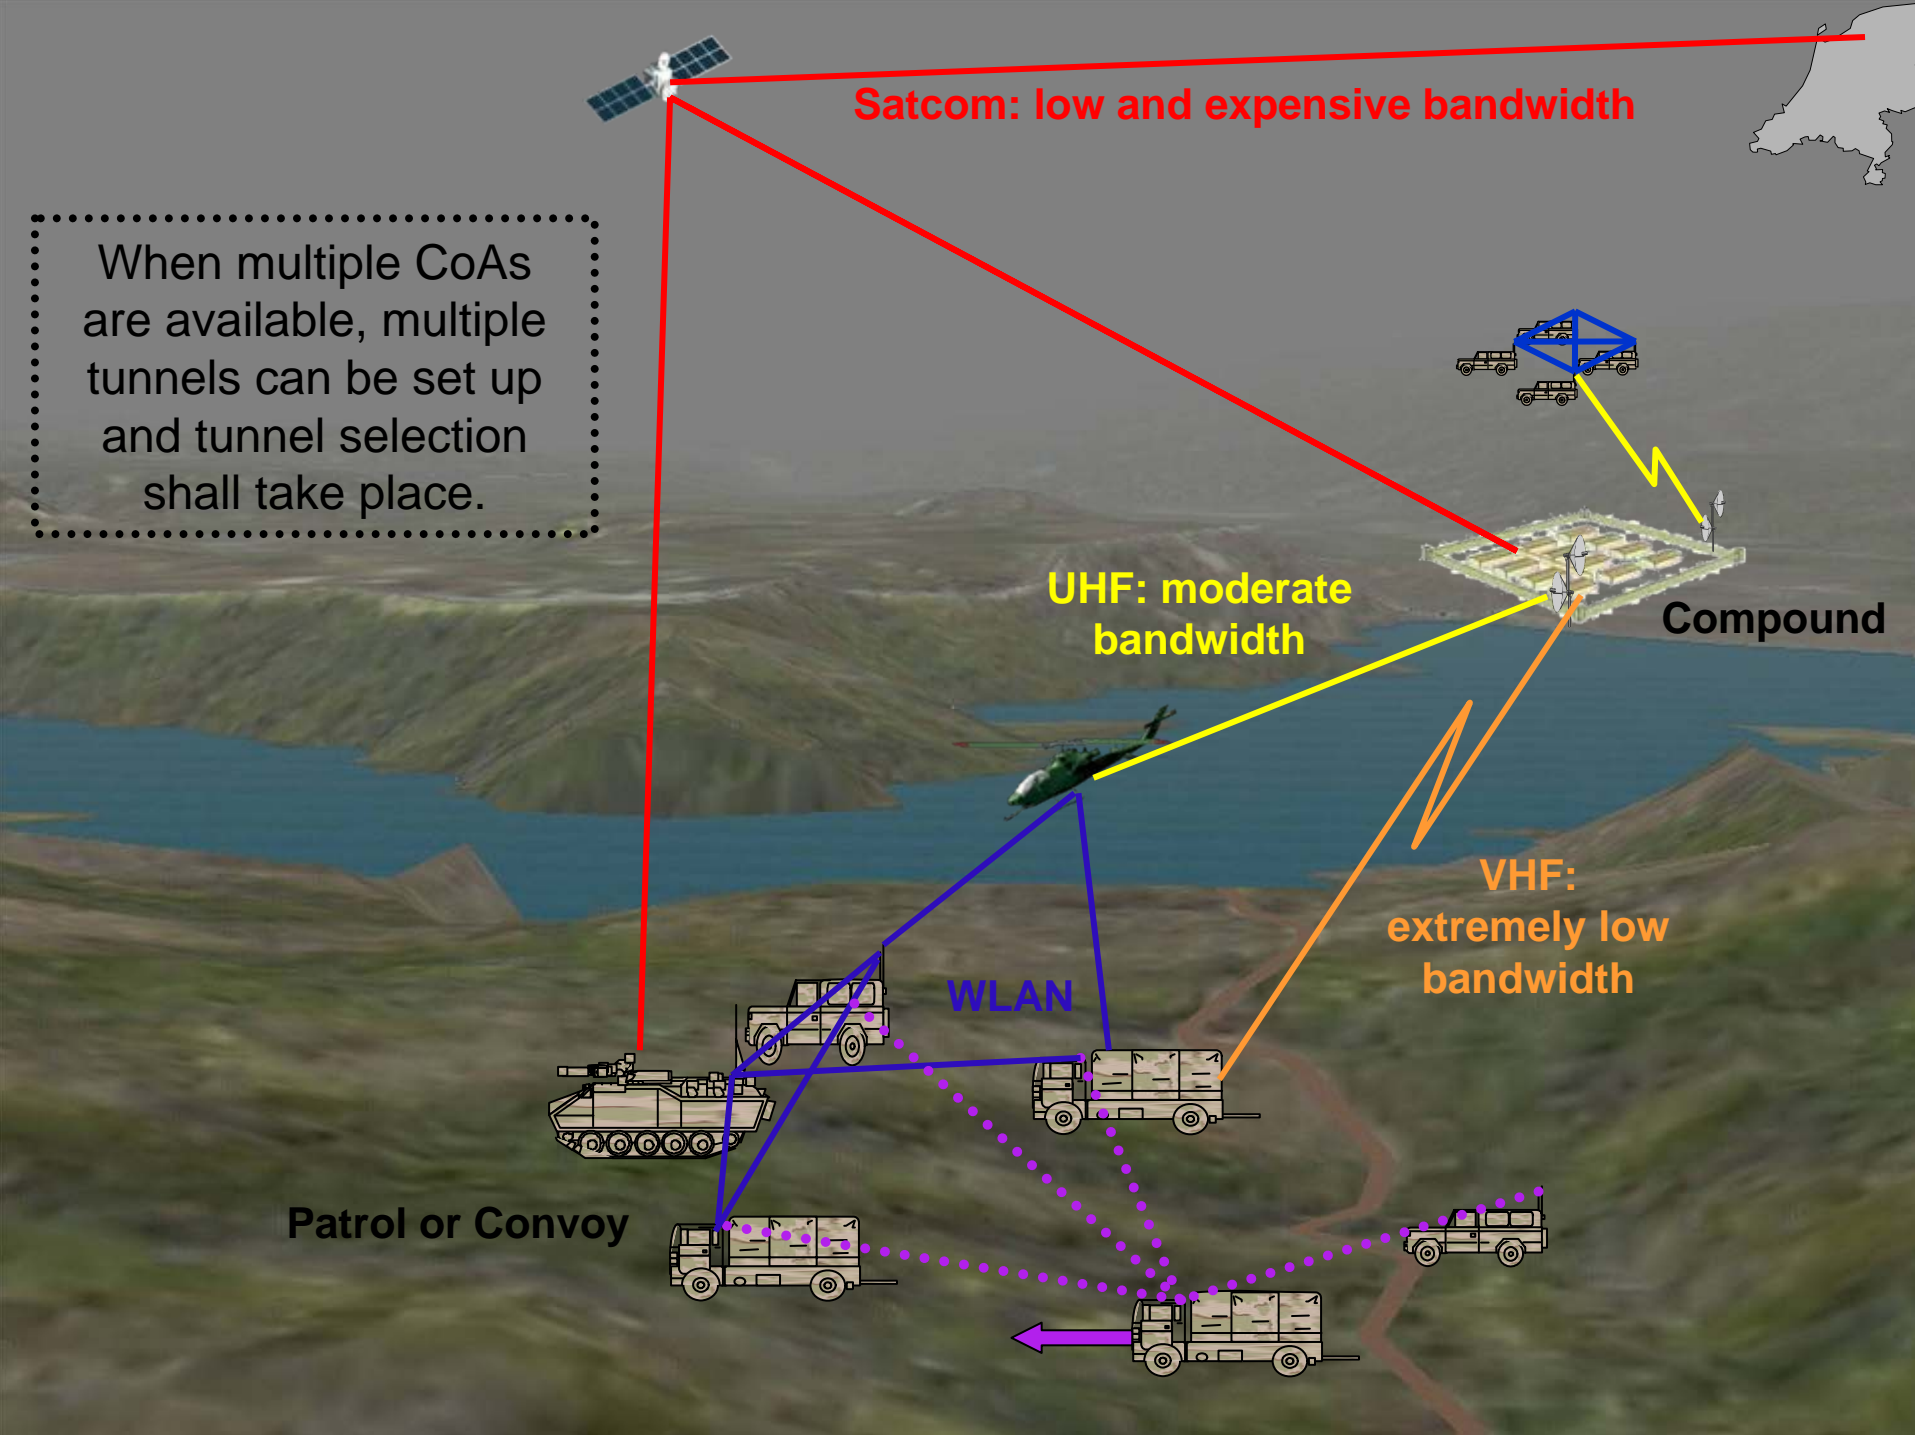 Satcom: low and expensive bandwidth
When multiple CoAs
are available, multiple
tunnels can be set up
and tunnel selection
shall take place.
UHF: moderate
bandwidth
Compound
VHF:
extremely low
bandwidth
WLAN
Patrol or Convoy